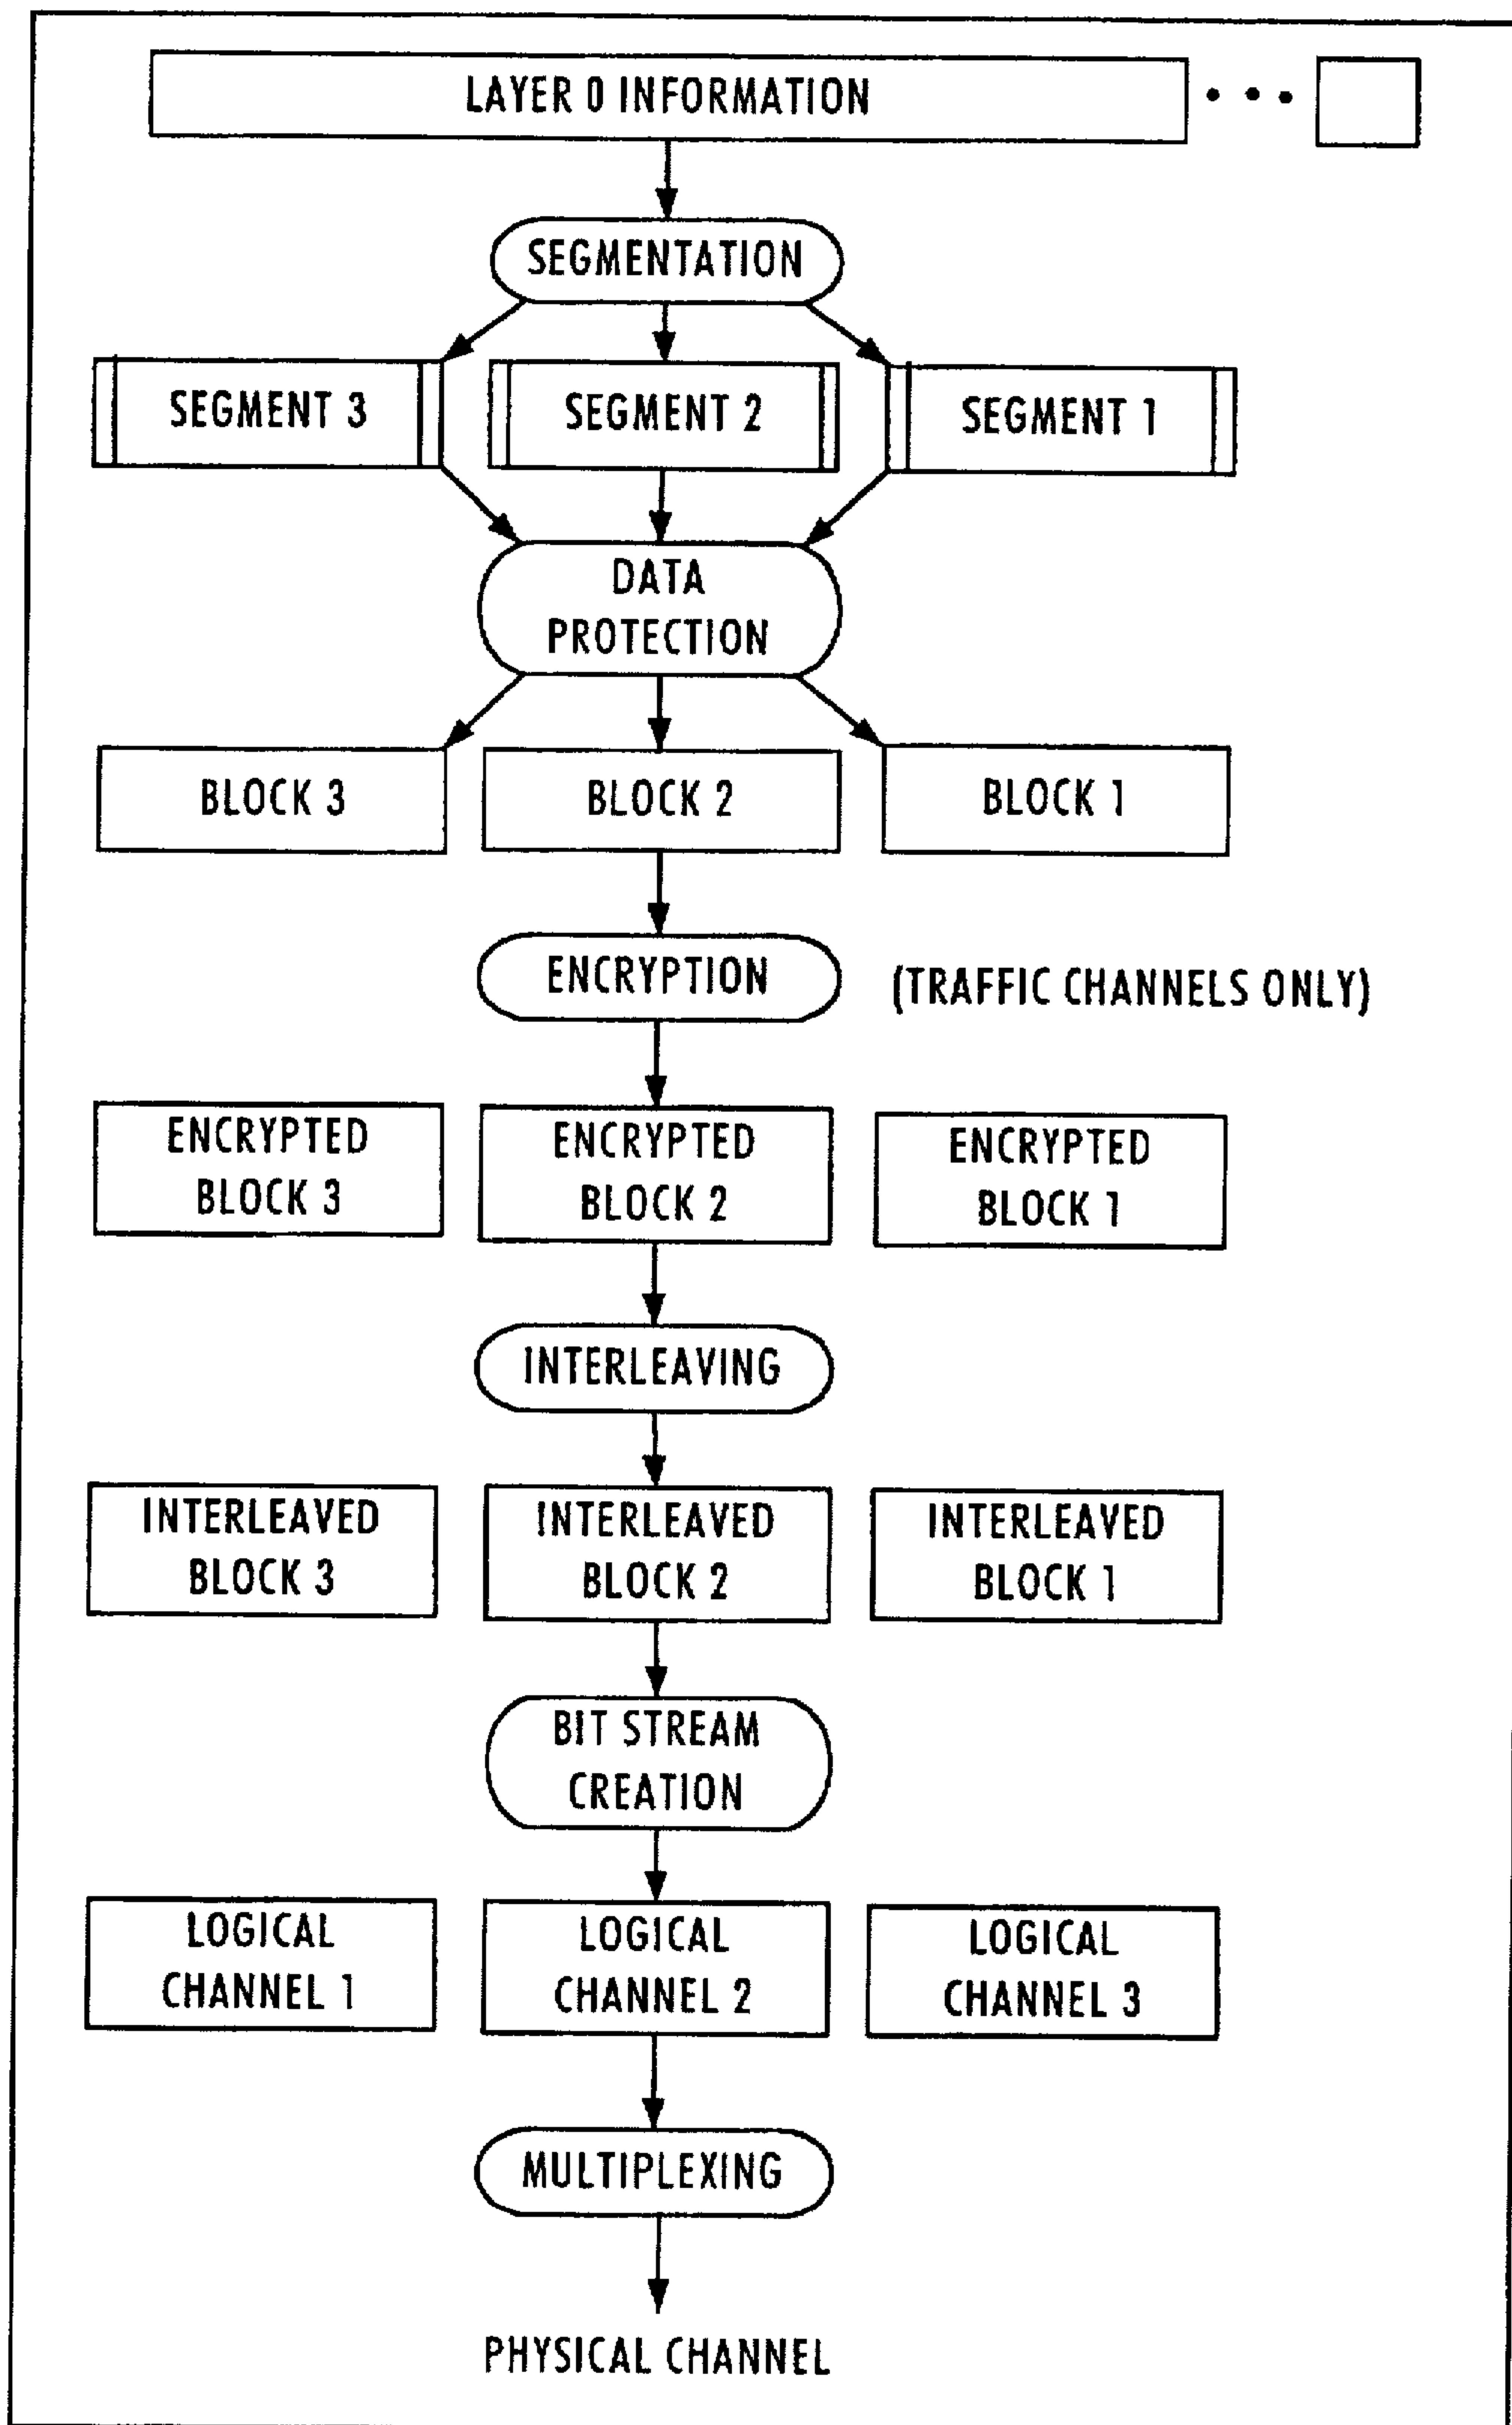 LAYER 0 INFORMATION
SEGMENTATION
SEGMENT 3
SEGMENT 2
SEGMENT 1
DATA
PROTECTION
BLOCK 3
BLOCK 2
BLOCK 1
ENCRYPTION
(TRAFFIC CHANNELS ONLY)
ENCRYPTED
BLOCK 3
ENCRYPTED
BLOCK 2
ENCRYPTED
BLOCK 1
INTERLEAVING
INTERLEAVED
BLOCK 3
INTERLEAVED
BLOCK 2
INTERLEAVED
BLOCK 1
BIT STREAM
CREATION
LOGICAL
CHANNEL 1
LOGICAL
CHANNEL 2
LOGICAL
CHANNEL 3
MULTIPLEXING
PHYSICAL CHANNEL